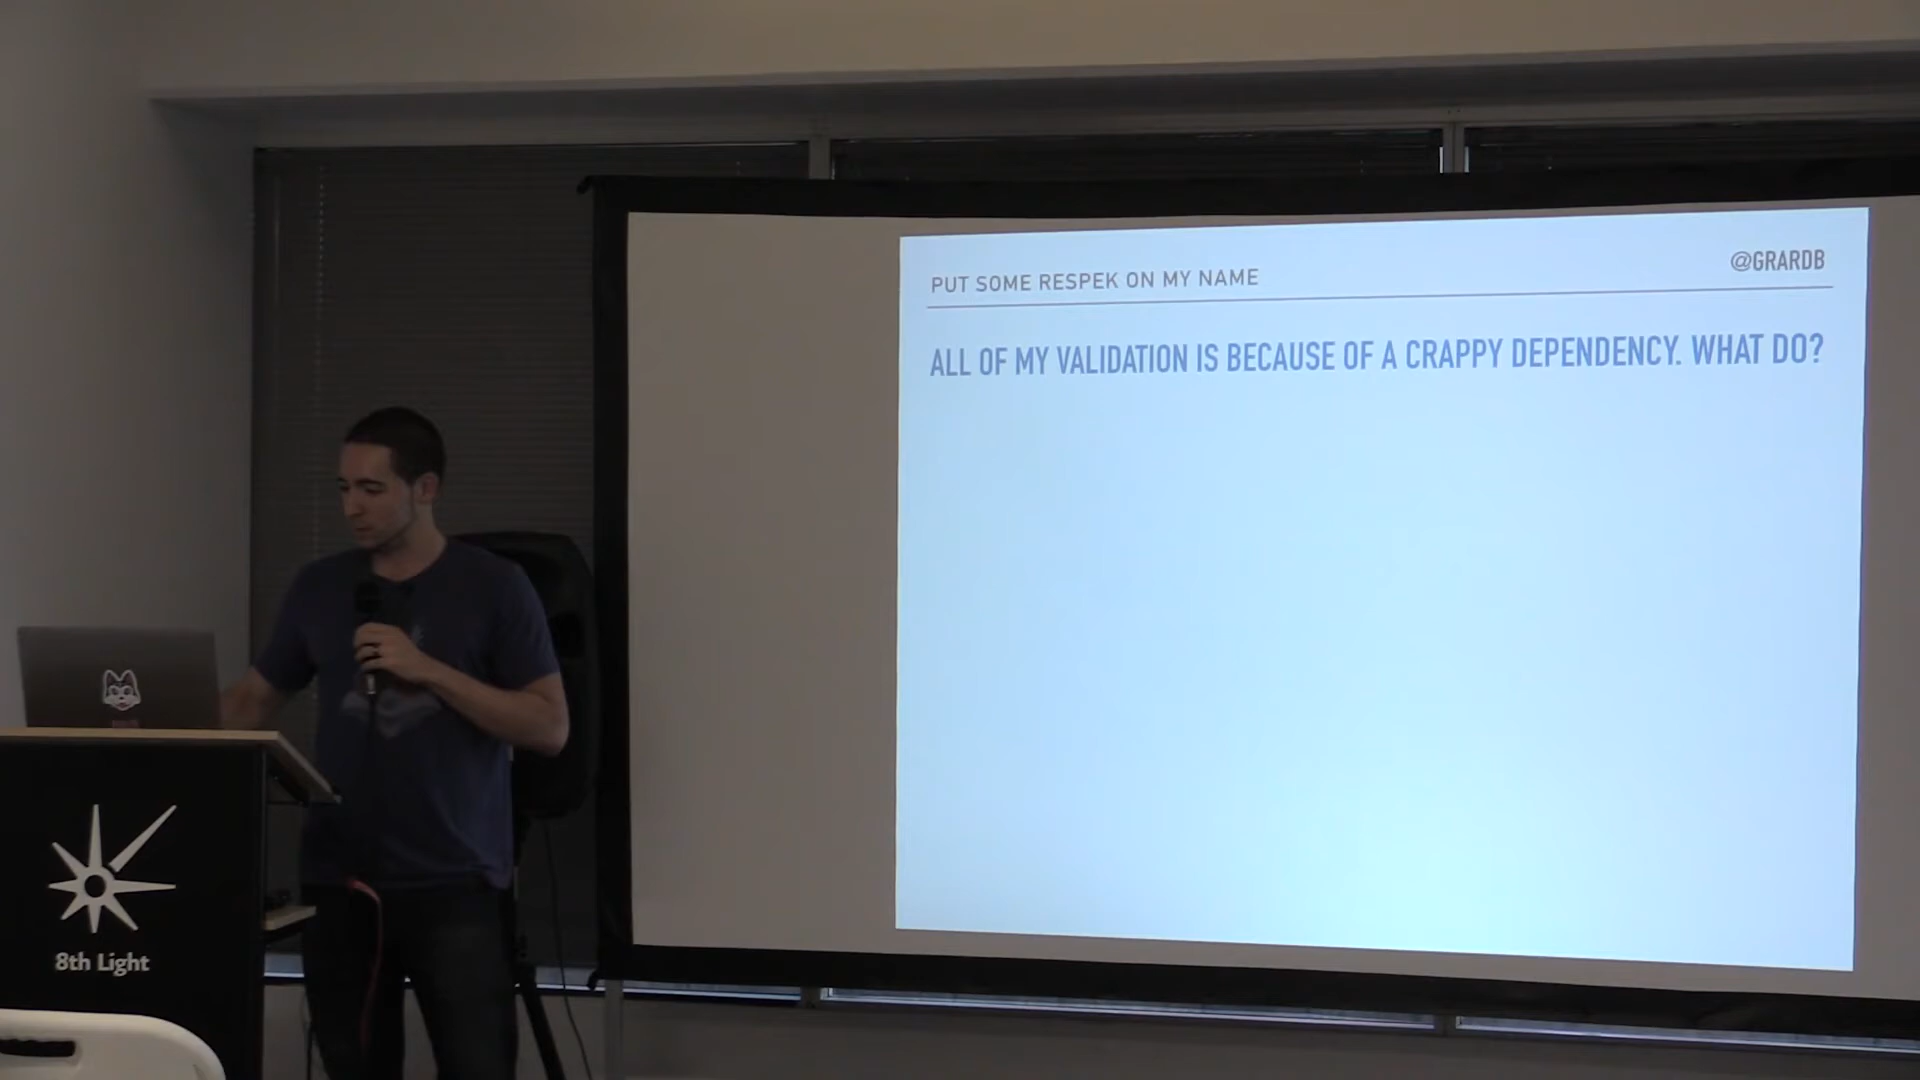 PUT SOME RESPEK ON MY NAME
@GRARDB
ALL OF MY VALIDATION IS BECAUSE OF A CRAPPY DEPENDENCY. WHAT DO?
8th Light